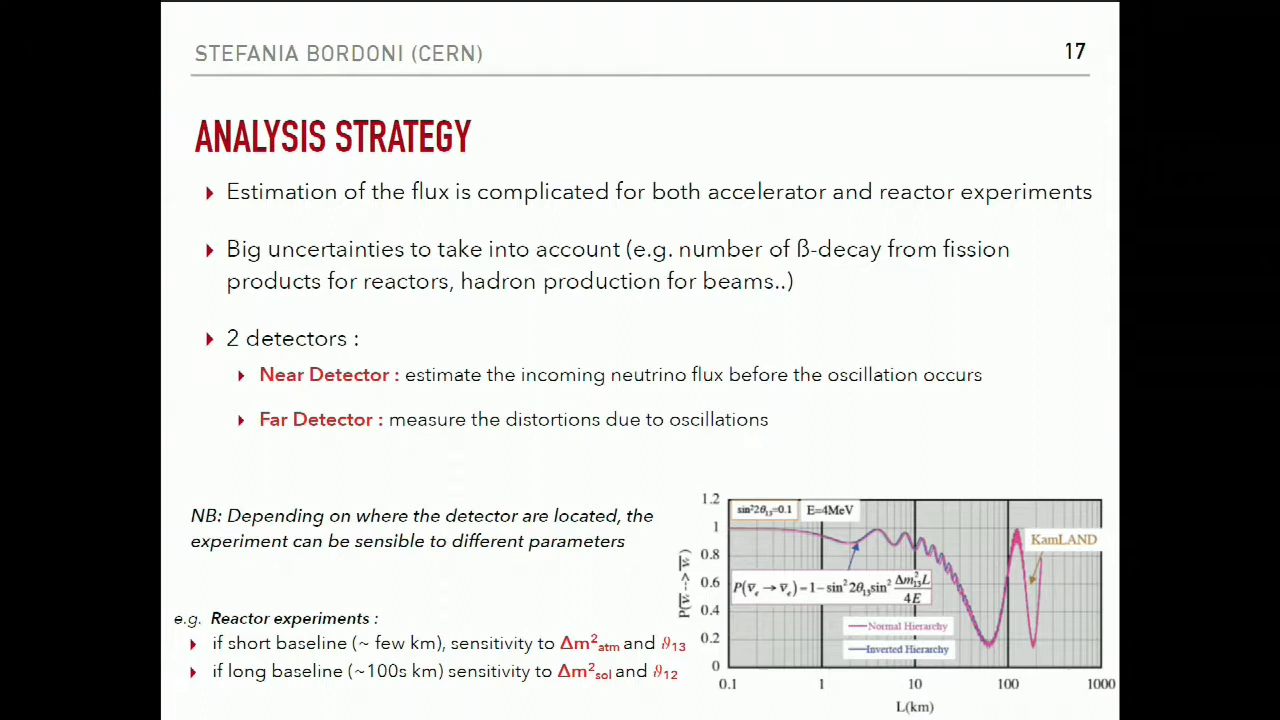 STEFANIA BORDONI (CERN)
17
ANALYSIS STRATEGY
Estimation of the flux is complicated for both accelerator and reactor experiments
Big uncertainties to take into account (e.g. number of ß-decay from fission
products for reactors, hadron production for beams..)
2 detectors :
Near Detector : estimate the incoming neutrino flux before the oscillation occurs
Far Detector : measure the distortions due to oscillations
NB: Depending on where the detector are located, the
experiment can be sensible to different parameters
e.g. Reactor experiments :
if short baseline (~ few km), sensitivity to Δm²atm and ϑ13
if long baseline (~100s km) sensitivity to Δm²sol and ϑ12
1.2
1
0.8
0.6
0.4
0.2
0
sin²2θ₁₃=0.1
E=4MeV
KamLAND
P(ν̅e → ν̅e) = 1 − sin²2θ₁₃ sin² Δm²₁₃L / 4E
Normal Hierarchy
Inverted Hierarchy
0.1
1
10
100
1000
L(km)